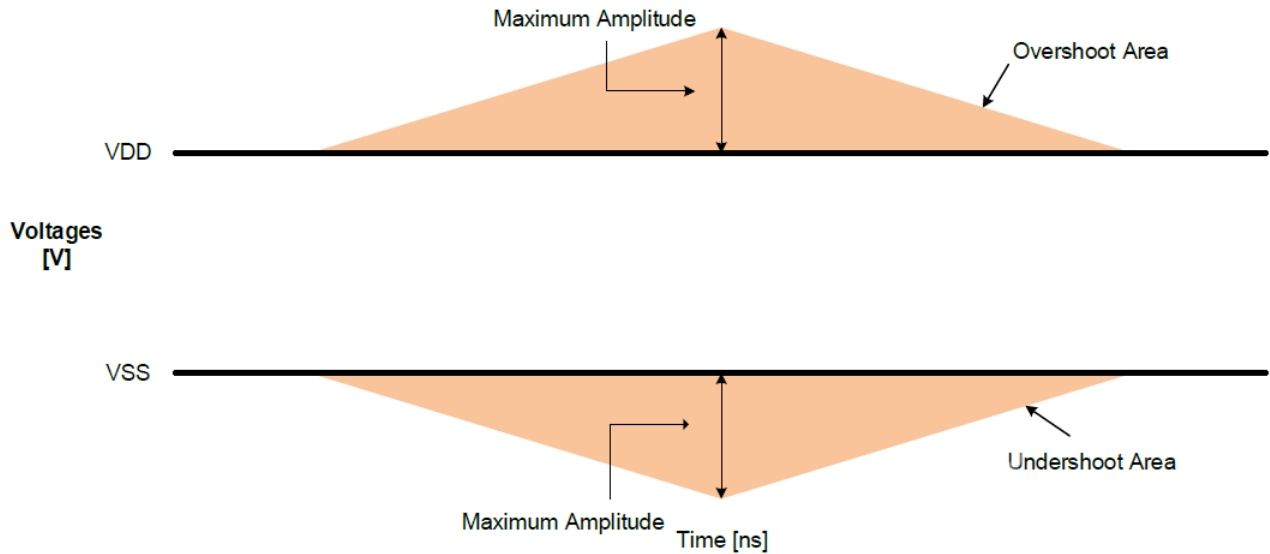 Maximum Amplitude
Overshoot Area
VDD
Voltages
[V]
VSS
Undershoot Area
Maximum Amplitude
Time [ns]